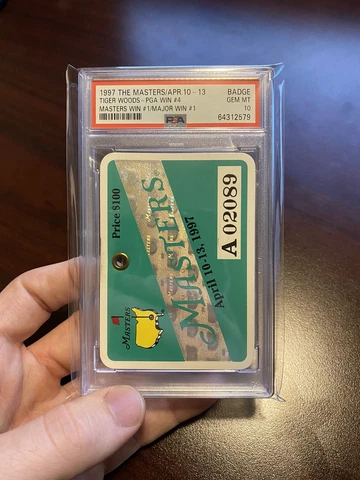 1997 THE MASTERS/APR.10 - 13 BADGE
TIGER WOODS-PGA WIN #4 GEM MT
MASTERS WIN #1/MAJOR WIN #1 10
PSA 64312579
Price $100
MASTERS
April 10-13, 1997
A 02089
MASTERS